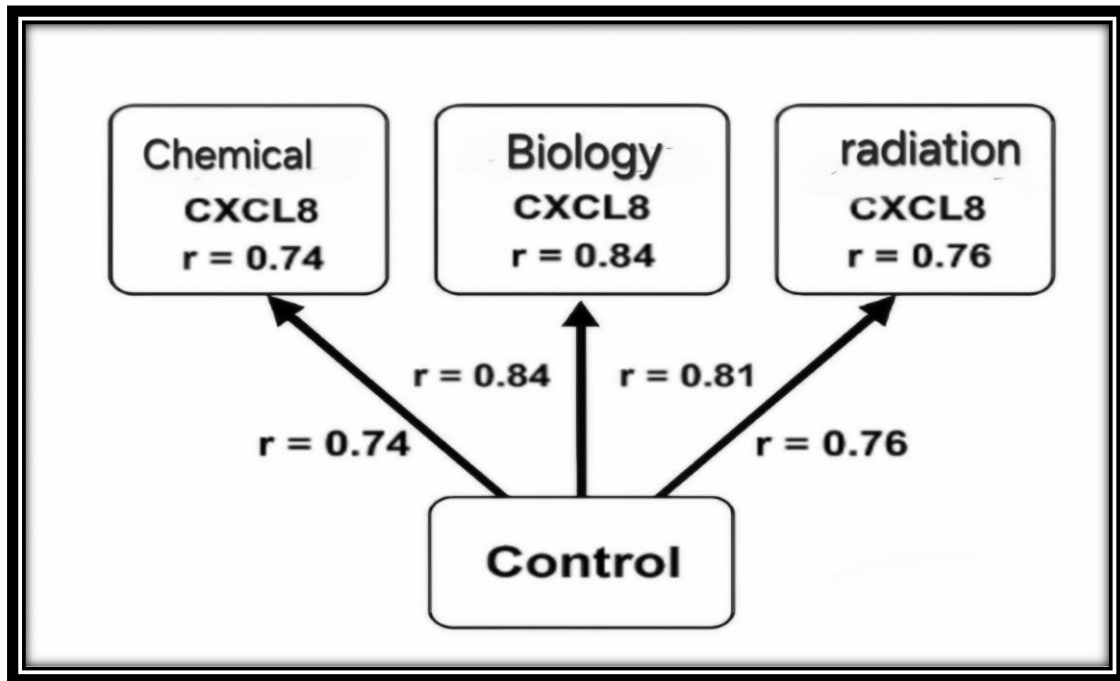 Chemical
CXCL8
r = 0.74
Biology
CXCL8
r = 0.84
radiation
CXCL8
r = 0.76
r = 0.84
r = 0.81
r = 0.74
r = 0.76
Control